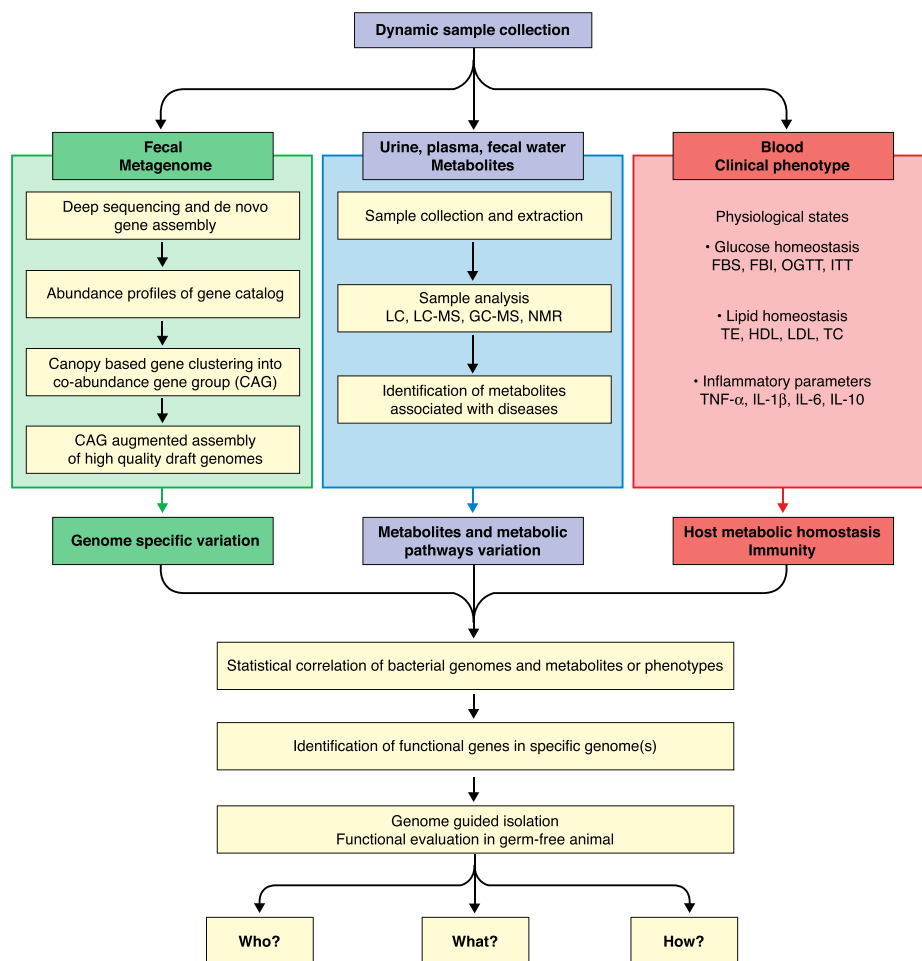 Dynamic sample collection
Fecal
Metagenome
Deep sequencing and de novo
gene assembly
Abundance profiles of gene catalog
Canopy based gene clustering into
co-abundance gene group (CAG)
CAG augmented assembly
of high quality draft genomes
Genome specific variation
Urine, plasma, fecal water
Metabolites
Sample collection and extraction
Sample analysis
LC, LC-MS, GC-MS, NMR
Identification of metabolites
associated with diseases
Metabolites and metabolic
pathways variation
Blood
Clinical phenotype
Physiological states
• Glucose homeostasis
FBS, FBI, OGTT, ITT
• Lipid homeostasis
TE, HDL, LDL, TC
• Inflammatory parameters
TNF-α, IL-1β, IL-6, IL-10
Host metabolic homostasis
Immunity
Statistical correlation of bacterial genomes and metabolites or phenotypes
Identification of functional genes in specific genome(s)
Genome guided isolation
Functional evaluation in germ-free animal
Who?
What?
How?